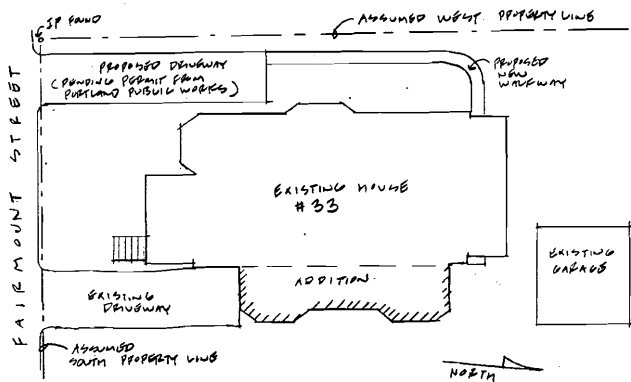 IP FOUND
ASSUMED WEST PROPERTY LINE
PROPOSED DRIVEWAY
(PENDING PERMIT FROM
PORTLAND PUBLIC WORKS)
PROPOSED
NEW
WALKWAY
FAIRMOUNT STREET
EXISTING HOUSE
#33
ADDITION
EXISTING
GARAGE
EXISTING
DRIVEWAY
ASSUMED
SOUTH PROPERTY LINE
NORTH